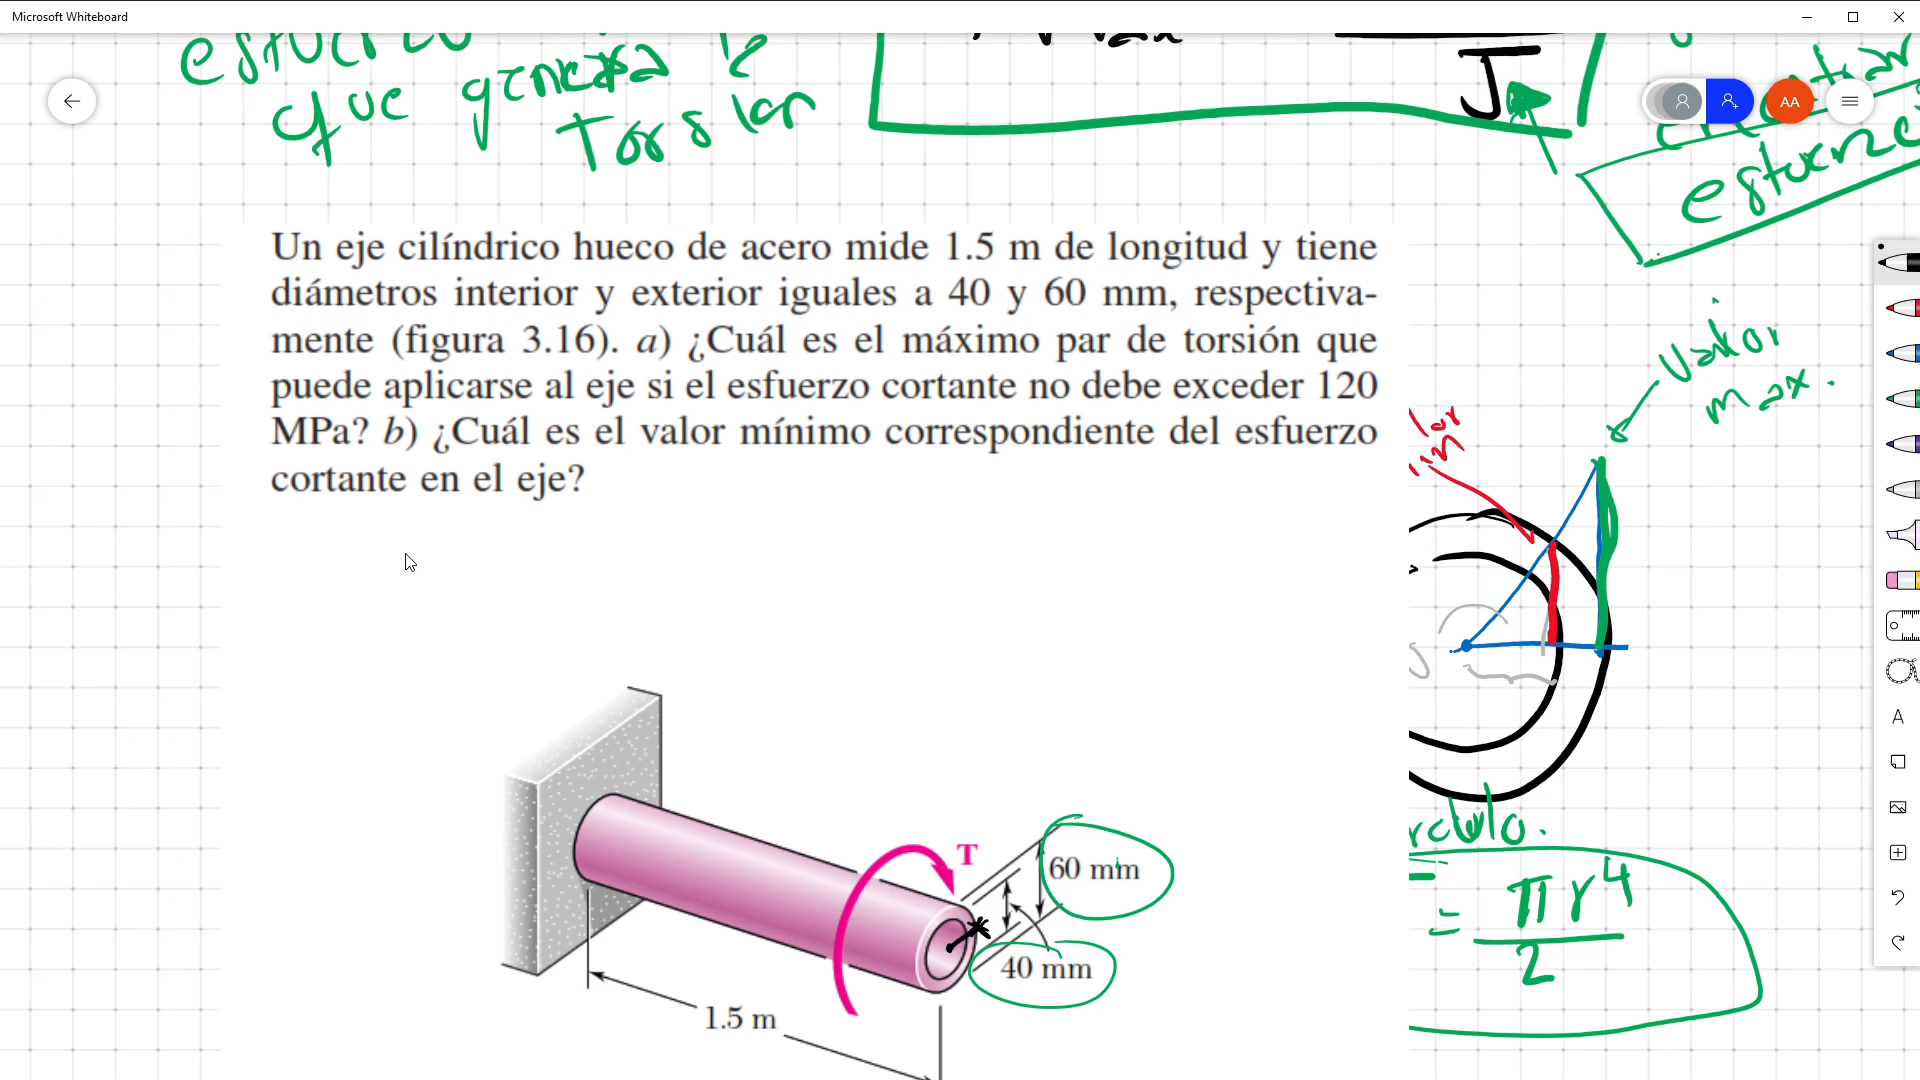 Microsoft Whiteboard
esfuerzo
que genera le
Torsion
J
AA
esfuerzo
Un eje cilíndrico hueco de acero mide 1.5 m de longitud y tiene
diámetros interior y exterior iguales a 40 y 60 mm, respectiva-
mente (figura 3.16). a) ¿Cuál es el máximo par de torsión que
puede aplicarse al eje si el esfuerzo cortante no debe exceder 120
MPa? b) ¿Cuál es el valor mínimo correspondiente del esfuerzo
cortante en el eje?
Valor
max.
T
60 mm
40 mm
1.5 m
rculo.
= πr⁴
2
A